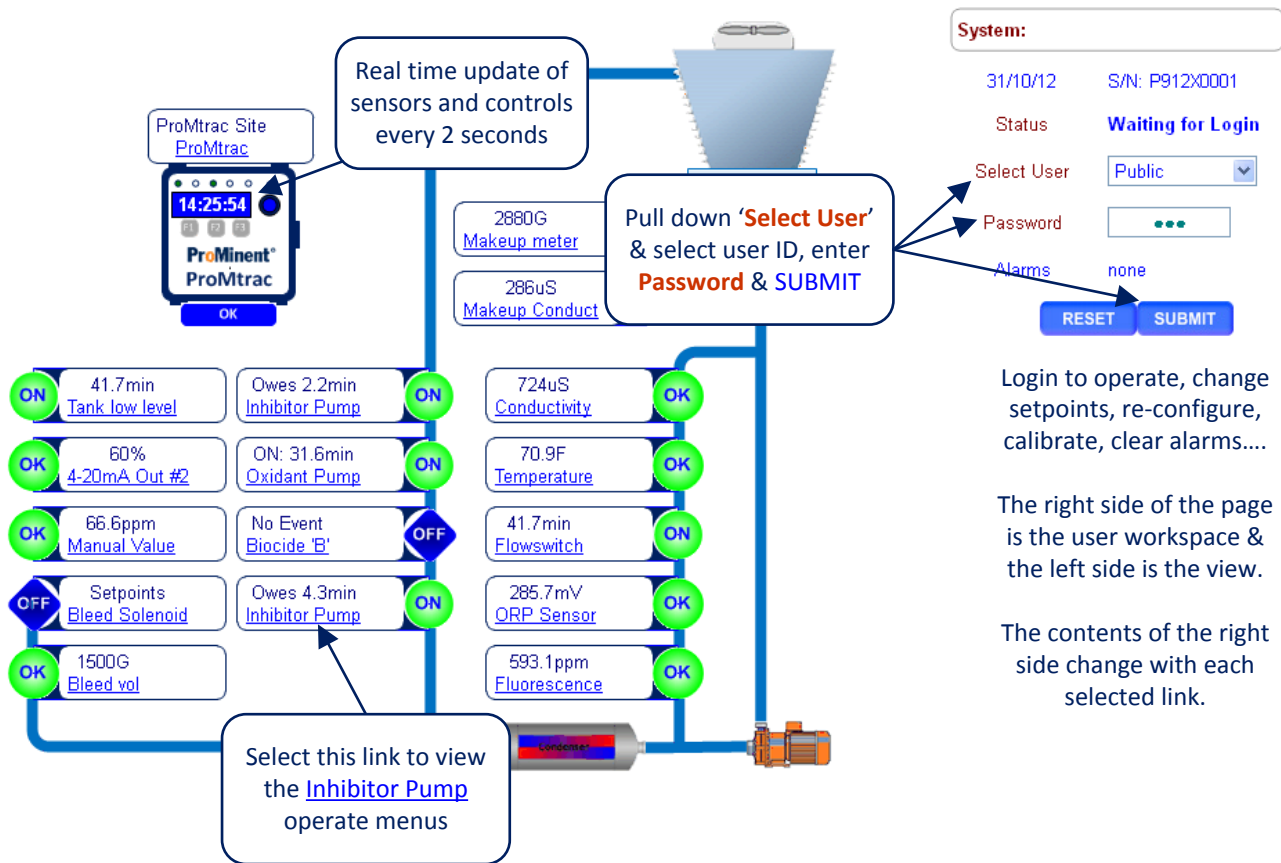 Real time update of
sensors and controls
every 2 seconds
ProMtrac Site
ProMtrac
14:25:54
F1 F2 F3
ProMinent®
ProMtrac
OK
2880G
Makeup meter
286uS
Makeup Conduct
Pull down ‘Select User’
& select user ID, enter
Password & SUBMIT
System:
31/10/12 S/N: P912X0001
Status Waiting for Login
Select User Public
Password •••
Alarms none
RESET SUBMIT
Login to operate, change
setpoints, re-configure,
calibrate, clear alarms....
The right side of the page
is the user workspace &
the left side is the view.
The contents of the right
side change with each
selected link.
ON
41.7min
Tank low level
OK
60%
4-20mA Out #2
OK
66.6ppm
Manual Value
OFF
Setpoints
Bleed Solenoid
OK
1500G
Bleed vol
Owes 2.2min
Inhibitor Pump
ON
ON: 31.6min
Oxidant Pump
ON
No Event
Biocide 'B'
OFF
Owes 4.3min
Inhibitor Pump
ON
724uS
Conductivity
OK
70.9F
Temperature
OK
41.7min
Flowswitch
ON
285.7mV
ORP Sensor
OK
593.1ppm
Fluorescence
OK
Condenser
Select this link to view
the Inhibitor Pump
operate menus